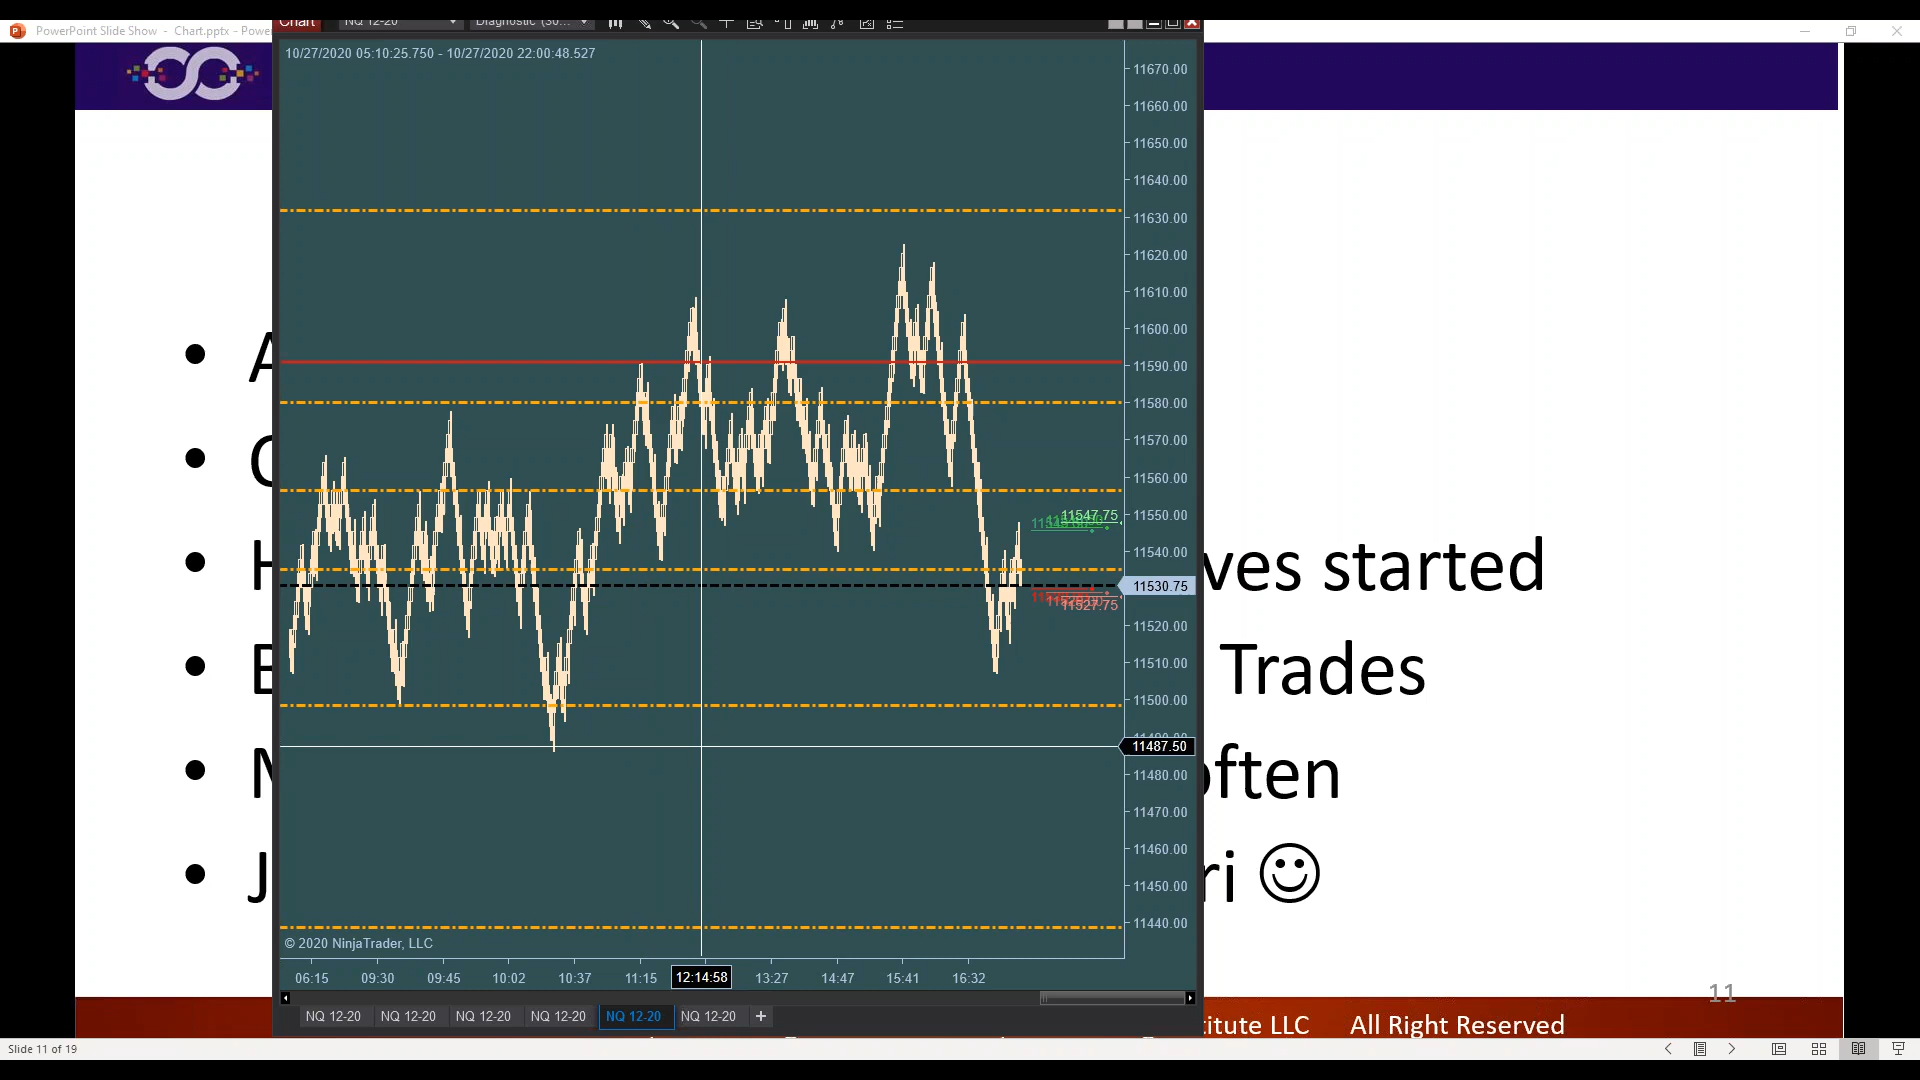 PowerPoint Slide Show - Chart.pptx - Powe
Chart NQ 12-20 Diagnostic (30...
10/27/2020 05:10:25.750 - 10/27/2020 22:00:48.527
11670.00
11660.00
11650.00
11640.00
11630.00
11620.00
11610.00
11600.00
11590.00
11580.00
11570.00
11560.00
11550.00
11547.75
11540.00
11530.75
11527.75
11520.00
11510.00
11500.00
11487.50
11480.00
11470.00
11460.00
11450.00
11440.00
ves started
Trades
often
ri
© 2020 NinjaTrader, LLC
06:15 09:30 09:45 10:02 10:37 11:15 12:14:58 13:27 14:47 15:41 16:32
NQ 12-20 NQ 12-20 NQ 12-20 NQ 12-20 NQ 12-20 NQ 12-20 +
11
titute LLC All Right Reserved
Slide 11 of 19